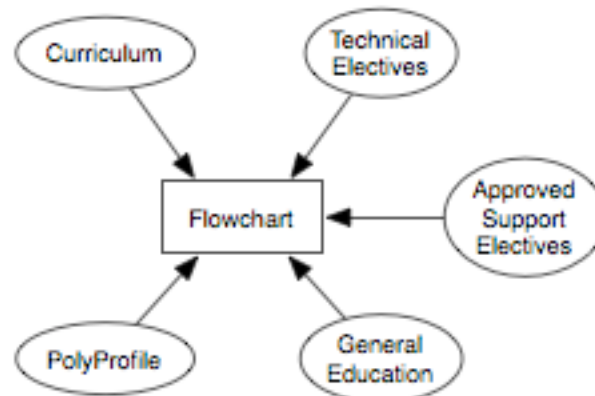 Curriculum
Technical
Electives
Flowchart
Approved
Support
Electives
PolyProfile
General
Education